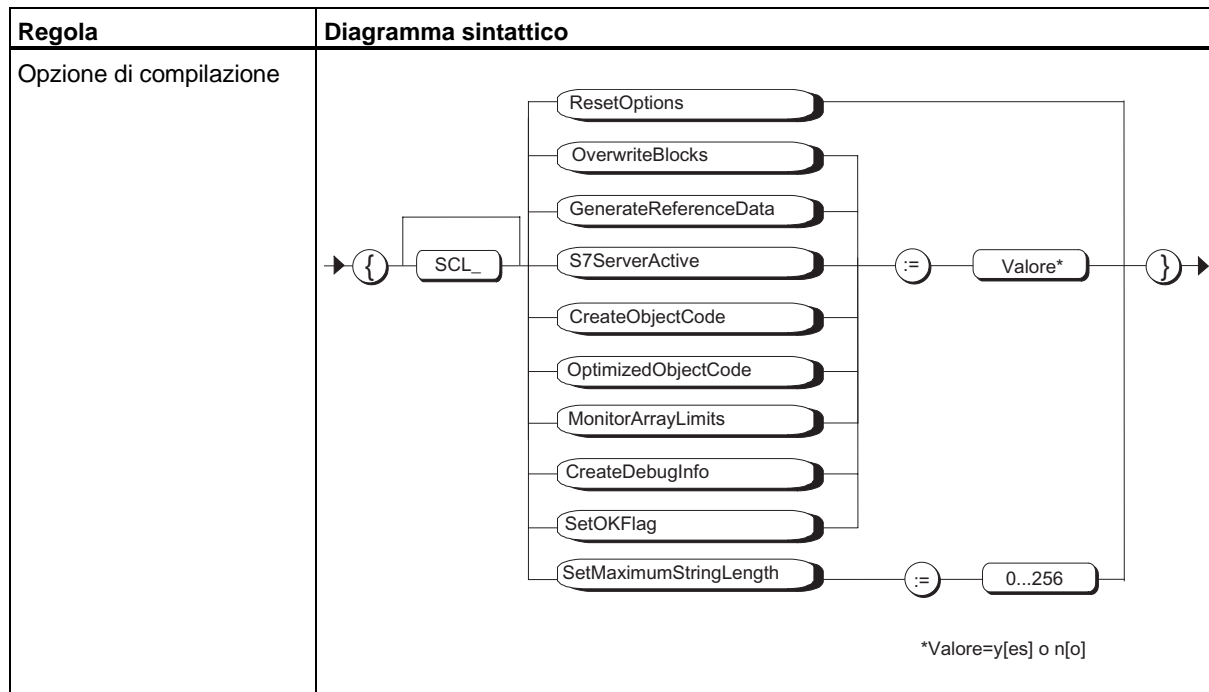 Regola
Diagramma sintattico
Opzione di compilazione
ResetOptions
OverwriteBlocks
GenerateReferenceData
{ SCL_ S7ServerActive := Valore* }
CreateObjectCode
OptimizedObjectCode
MonitorArrayLimits
CreateDebugInfo
SetOKFlag
SetMaximumStringLength := 0...256
*Valore=y[es] o n[o]